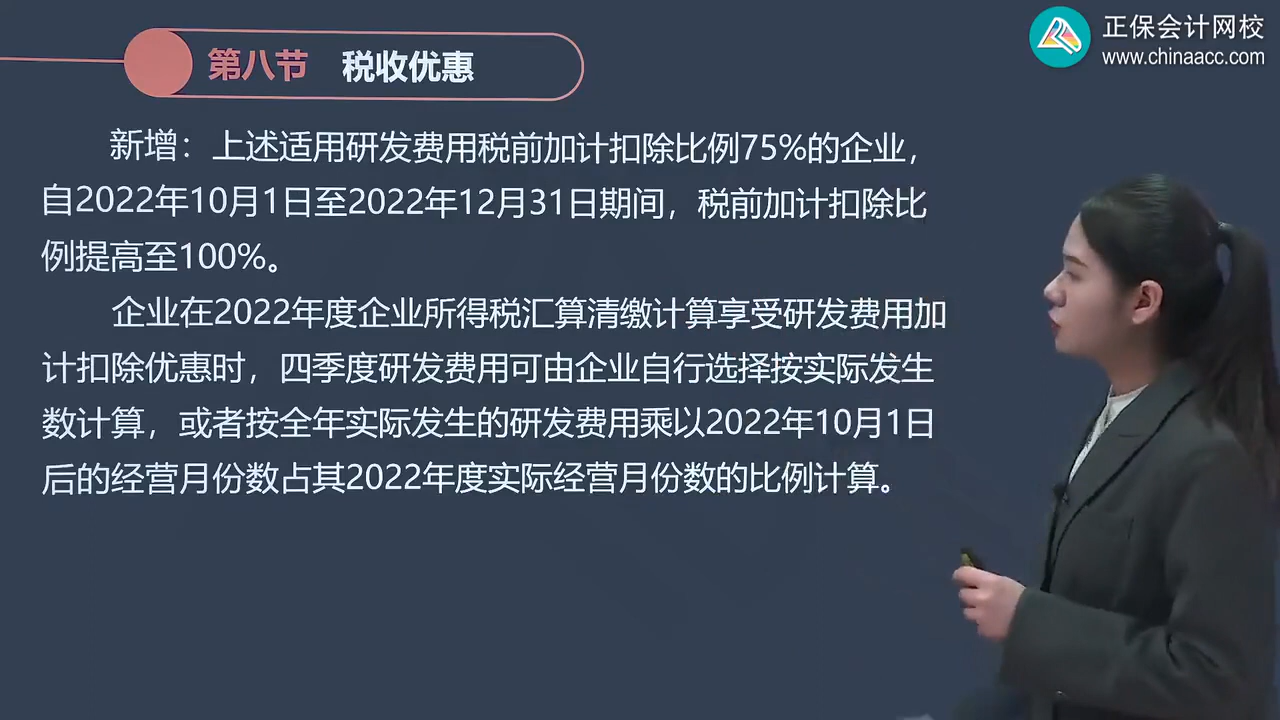 正保会计网校
www.chinaacc.com
第八节 税收优惠
新增：上述适用研发费用税前加计扣除比例75%的企业，
自2022年10月1日至2022年12月31日期间，税前加计扣除比
例提高至100%。
企业在2022年度企业所得税汇算清缴计算享受研发费用加
计扣除优惠时，四季度研发费用可由企业自行选择按实际发生
数计算，或者按全年实际发生的研发费用乘以2022年10月1日
后的经营月份数占其2022年度实际经营月份数的比例计算。